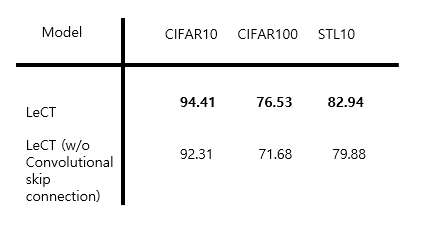 Model CIFAR10 CIFAR100 STL10
LeCT 94.41 76.53 82.94
LeCT (w/o
Convolutional 92.31 71.68 79.88
skip
connection)